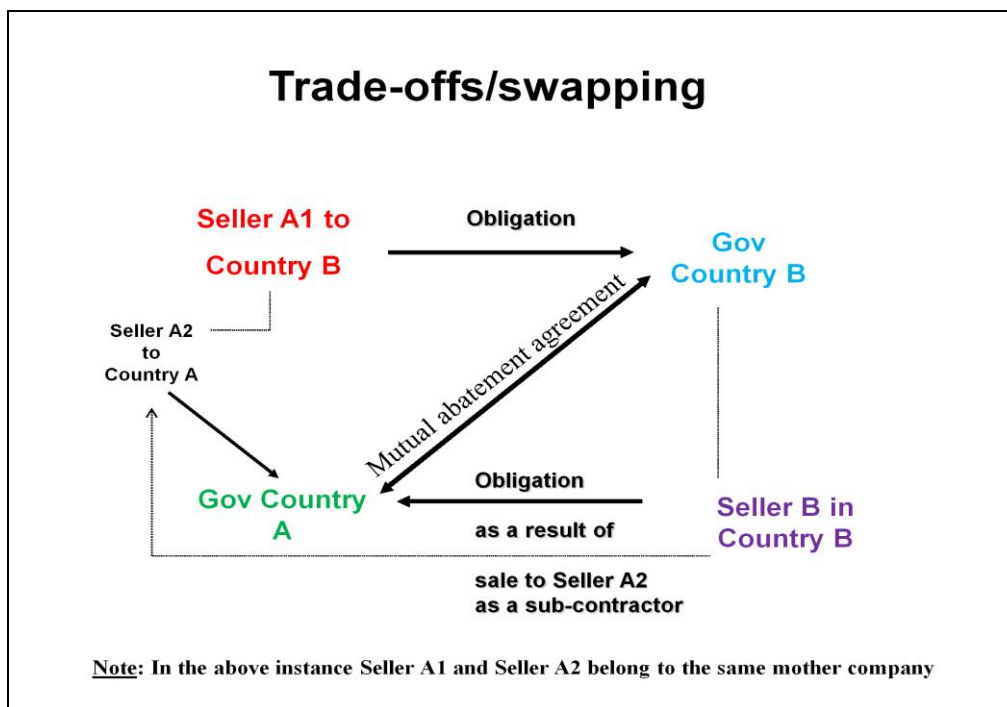 Trade-offs/swapping
Seller A1 to
Country B
Obligation
Gov
Country B
Seller A2
to
Country A
Mutual abatement agreement
Gov Country
A
Obligation
as a result of
sale to Seller A2
as a sub-contractor
Seller B in
Country B
Note: In the above instance Seller A1 and Seller A2 belong to the same mother company